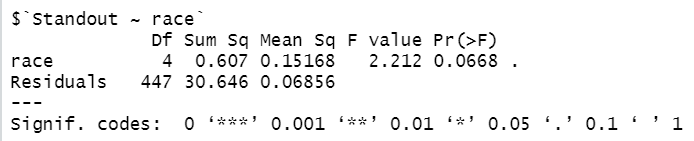 $`Standout ~ race`
             Df Sum Sq Mean Sq F value Pr(>F)
race          4  0.607 0.15168   2.212 0.0668 .
Residuals   447 30.646 0.06856
---
Signif. codes:  0 ‘***’ 0.001 ‘**’ 0.01 ‘*’ 0.05 ‘.’ 0.1 ‘ ’ 1